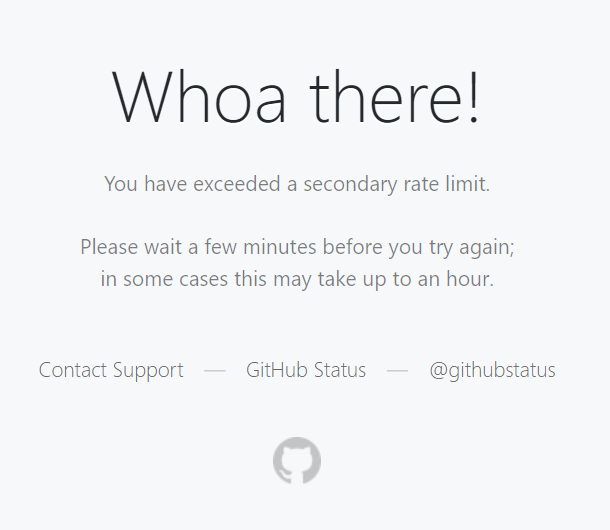 Whoa there!
You have exceeded a secondary rate limit.
Please wait a few minutes before you try again;
in some cases this may take up to an hour.
Contact Support — GitHub Status — @githubstatus